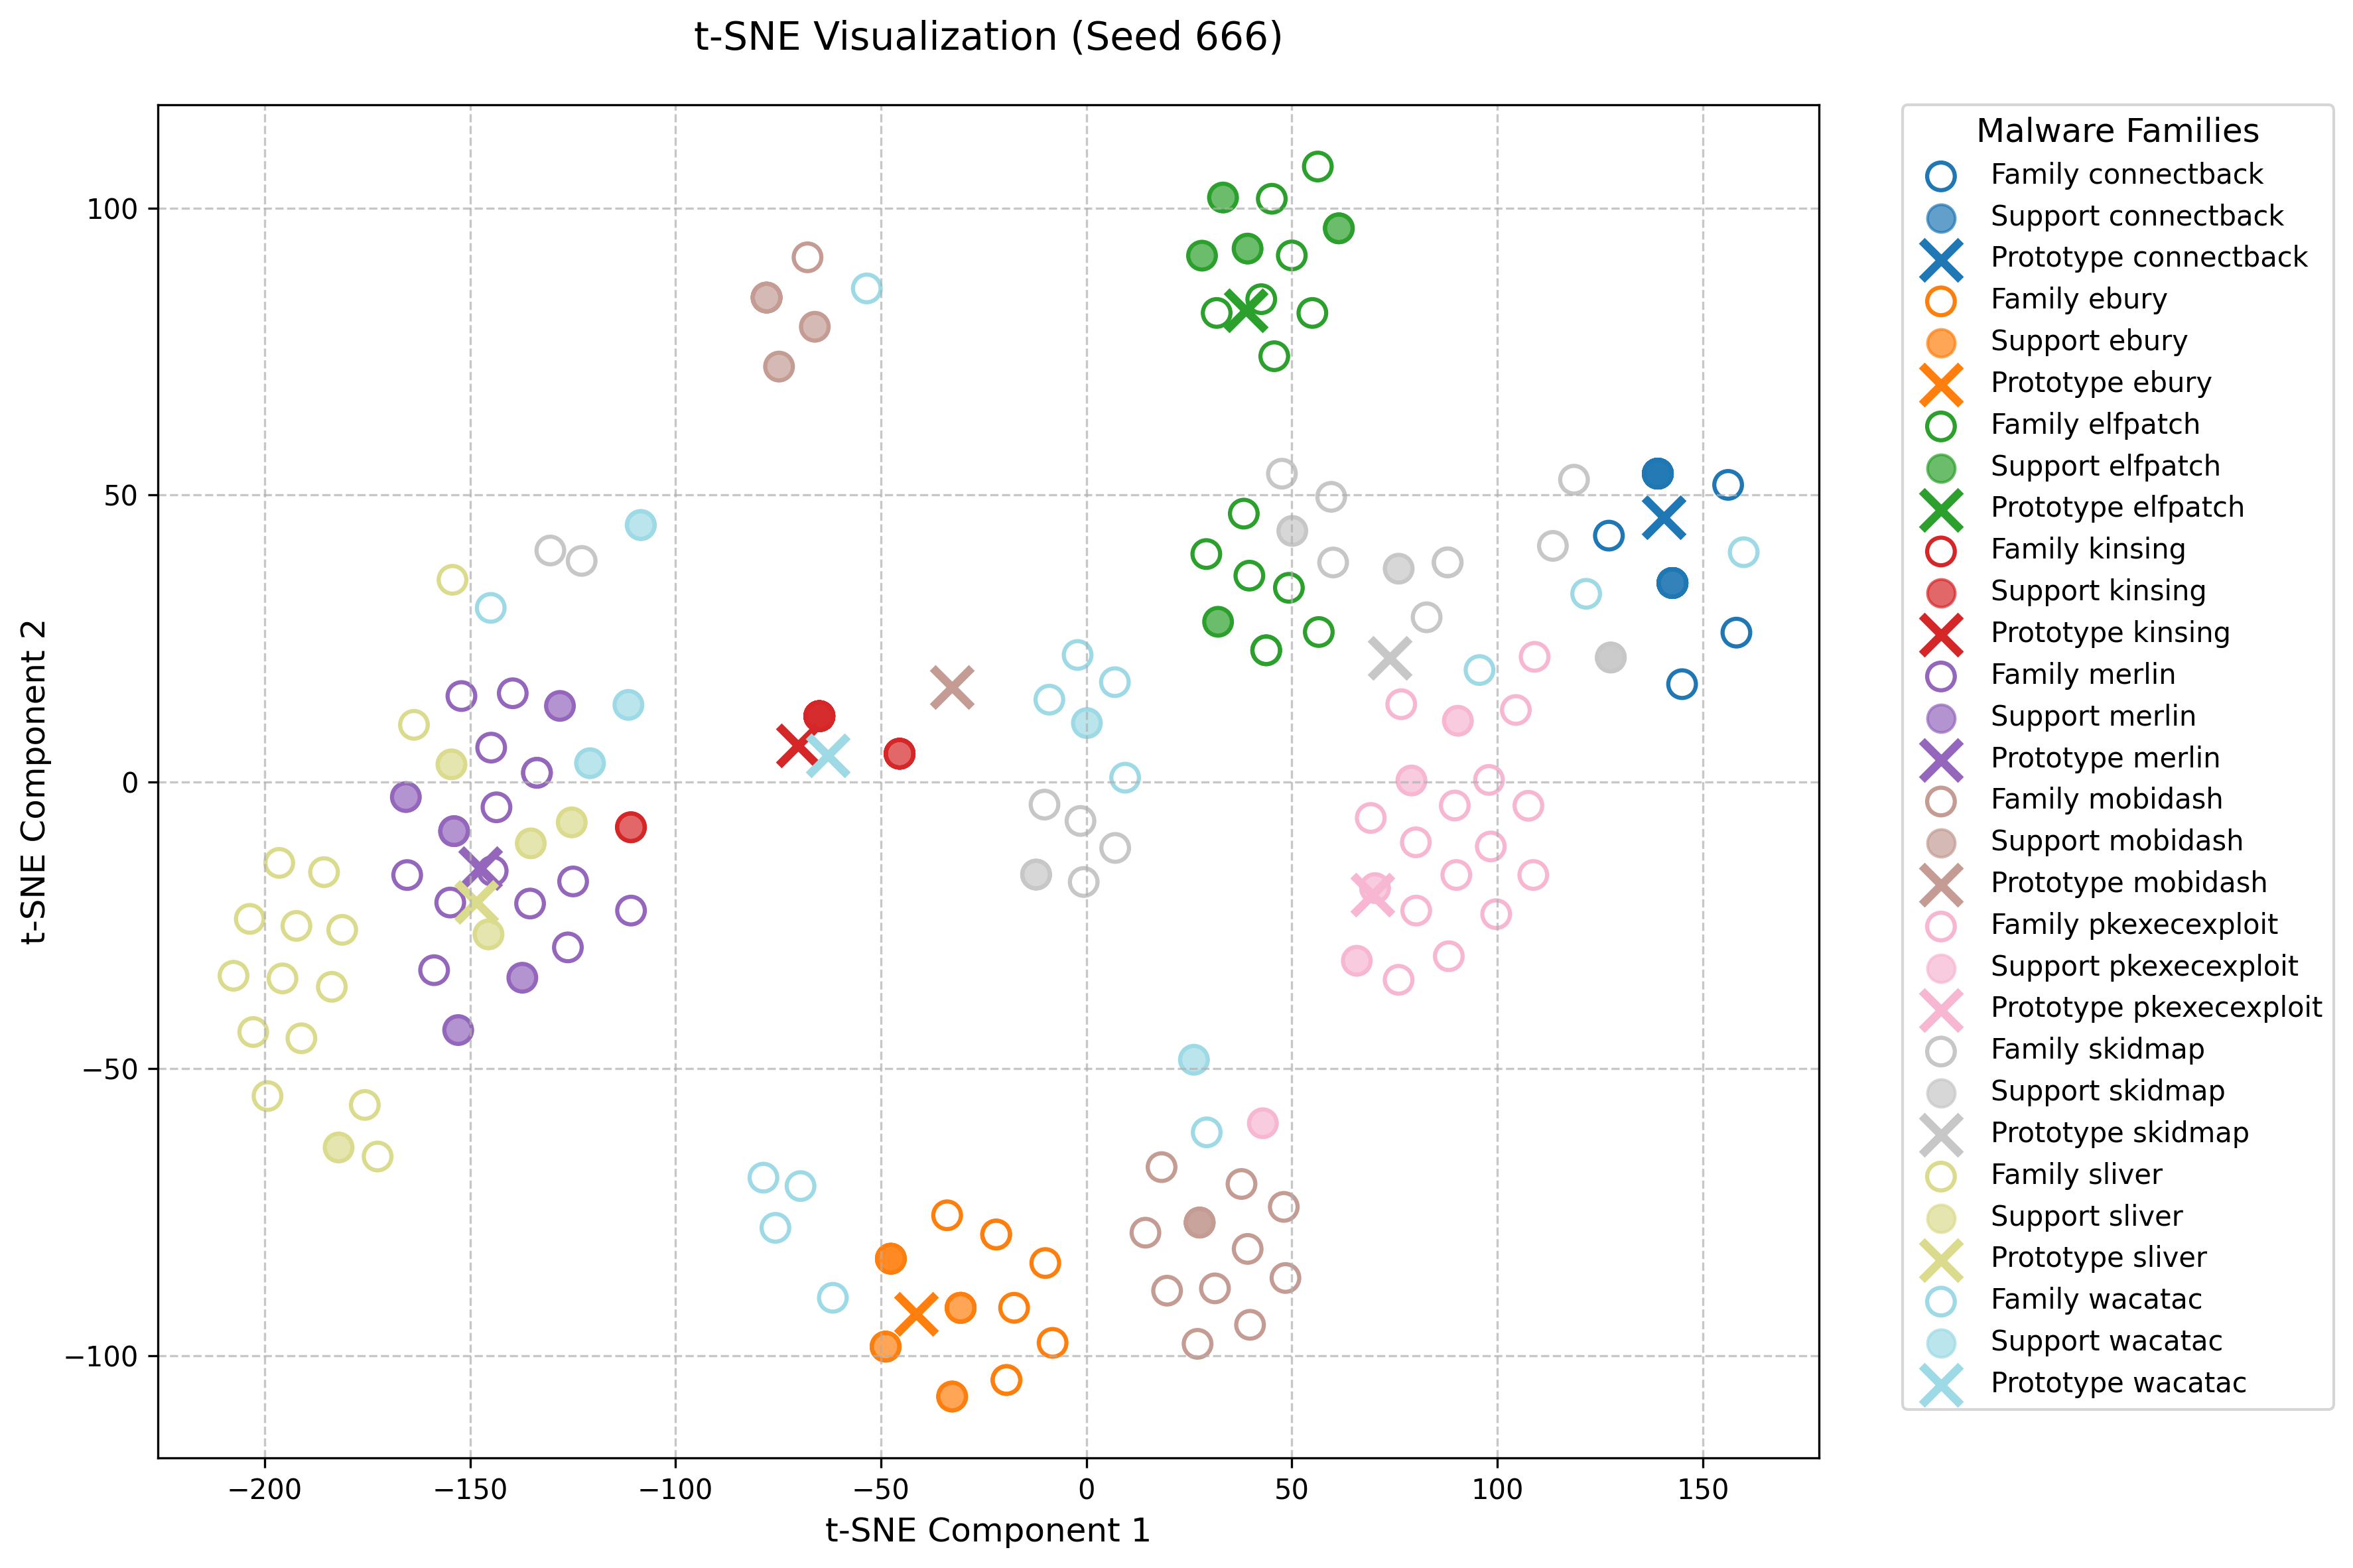 t-SNE Visualization (Seed 666)
100
50
0
−50
−100
t-SNE Component 2
−200
−150
−100
−50
0
50
100
150
t-SNE Component 1
Malware Families
Family connectback
Support connectback
Prototype connectback
Family ebury
Support ebury
Prototype ebury
Family elfpatch
Support elfpatch
Prototype elfpatch
Family kinsing
Support kinsing
Prototype kinsing
Family merlin
Support merlin
Prototype merlin
Family mobidash
Support mobidash
Prototype mobidash
Family pkexecexploit
Support pkexecexploit
Prototype pkexecexploit
Family skidmap
Support skidmap
Prototype skidmap
Family sliver
Support sliver
Prototype sliver
Family wacatac
Support wacatac
Prototype wacatac